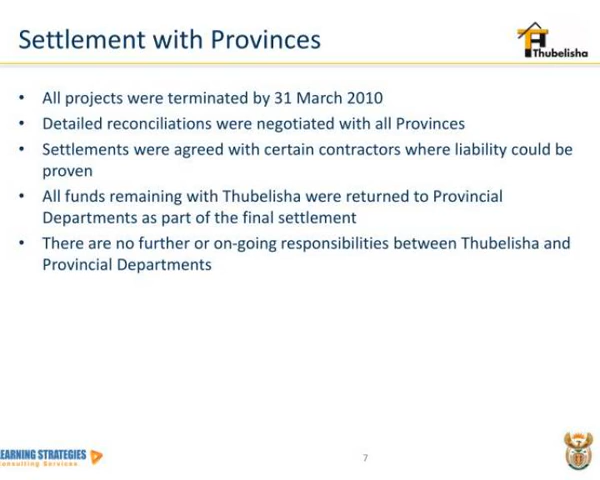 Settlement with Provinces
Thubelisha
• All projects were terminated by 31 March 2010
• Detailed reconciliations were negotiated with all Provinces
• Settlements were agreed with certain contractors where liability could be
proven
• All funds remaining with Thubelisha were returned to Provincial
Departments as part of the final settlement
• There are no further or on-going responsibilities between Thubelisha and
Provincial Departments
EARNING STRATEGIES
onsulting Services
7